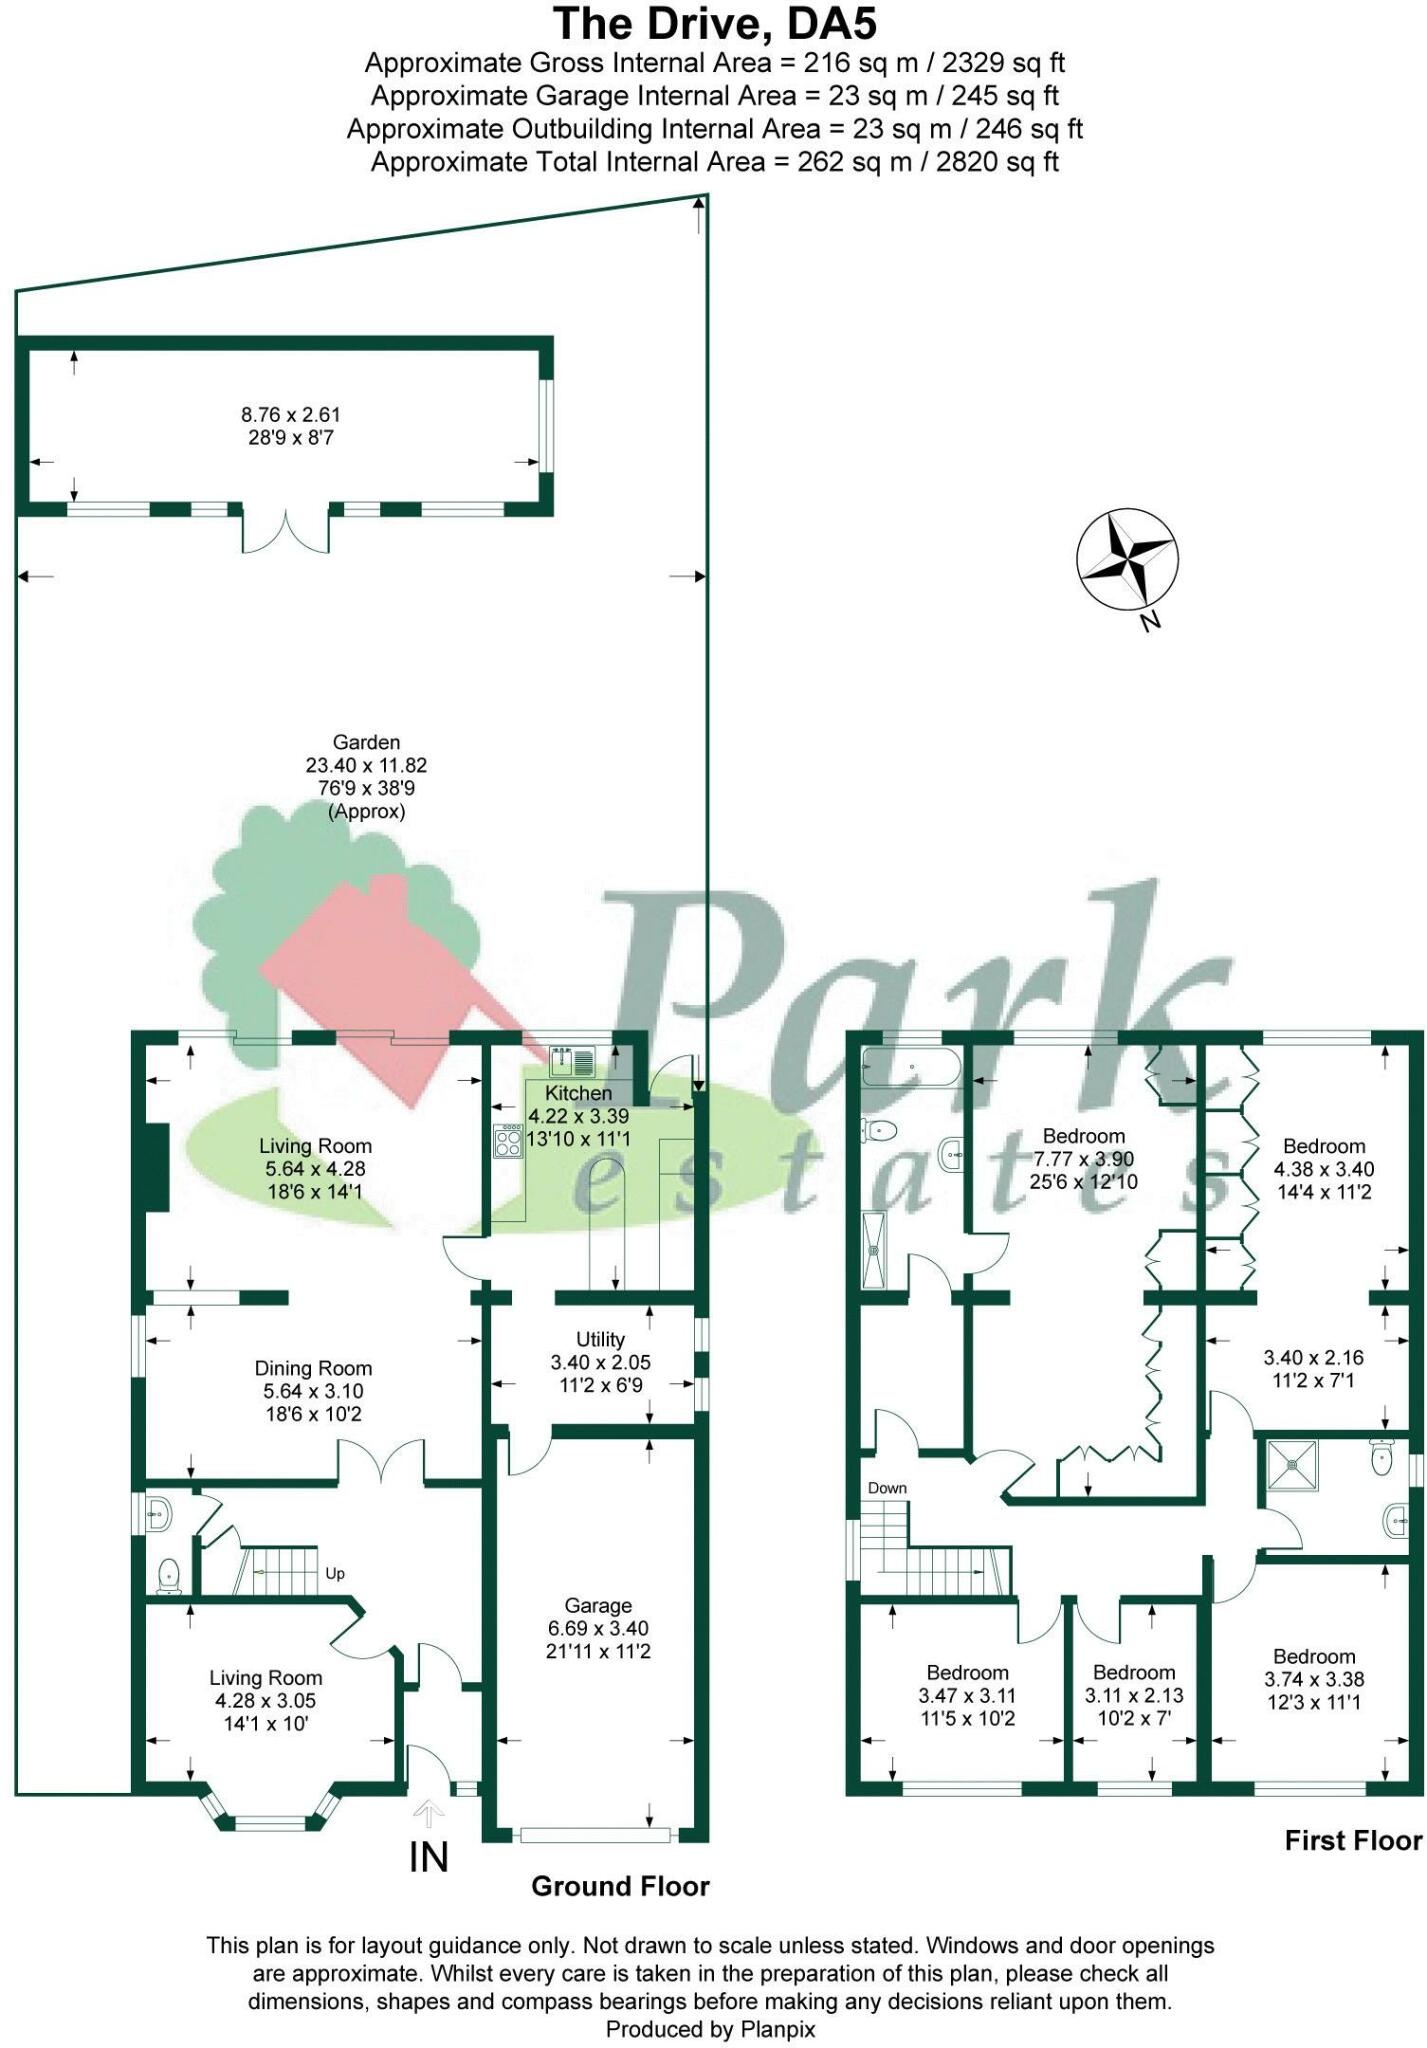 The Drive, DA5
Approximate Gross Internal Area = 216 sq m / 2329 sq ft
Approximate Garage Internal Area = 23 sq m / 245 sq ft
Approximate Outbuilding Internal Area = 23 sq m / 246 sq ft
Approximate Total Internal Area = 262 sq m / 2820 sq ft
8.76 x 2.61
28'9 x 8'7
N
Garden
23.40 x 11.82
76'9 x 38'9
(Approx)
Park
estates
Living Room
5.64 x 4.28
18'6 x 14'1
Kitchen
4.22 x 3.39
13'10 x 11'1
Dining Room
5.64 x 3.10
18'6 x 10'2
Utility
3.40 x 2.05
11'2 x 6'9
Up
Garage
6.69 x 3.40
21'11 x 11'2
Living Room
4.28 x 3.05
14'1 x 10'
IN
Ground Floor
Bedroom
7.77 x 3.90
25'6 x 12'10
Bedroom
4.38 x 3.40
14'4 x 11'2
3.40 x 2.16
11'2 x 7'1
Down
Bedroom
3.47 x 3.11
11'5 x 10'2
Bedroom
3.11 x 2.13
10'2 x 7'
Bedroom
3.74 x 3.38
12'3 x 11'1
First Floor
This plan is for layout guidance only. Not drawn to scale unless stated. Windows and door openings
are approximate. Whilst every care is taken in the preparation of this plan, please check all
dimensions, shapes and compass bearings before making any decisions reliant upon them.
Produced by Planpix